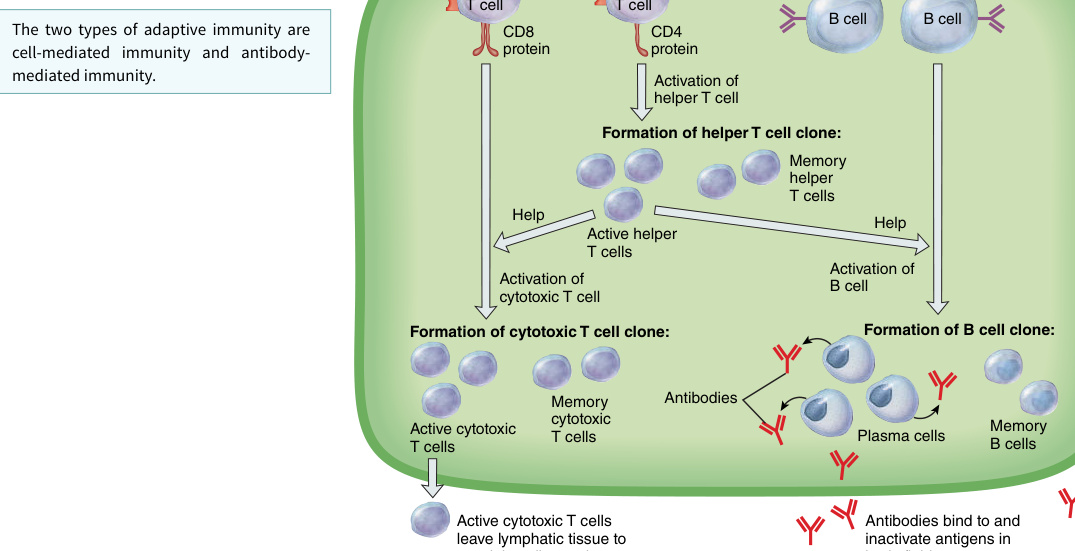 The two types of adaptive immunity are
cell-mediated immunity and antibody-
mediated immunity.
T cell
T cell
B cell
B cell
CD8
protein
CD4
protein
Activation of
helper T cell
Formation of helper T cell clone:
Memory
helper
T cells
Help
Help
Active helper
T cells
Activation of
cytotoxic T cell
Activation of
B cell
Formation of cytotoxic T cell clone:
Formation of B cell clone:
Antibodies
Memory
cytotoxic
T cells
Active cytotoxic
T cells
Plasma cells
Memory
B cells
Active cytotoxic T cells
leave lymphatic tissue to
Antibodies bind to and
inactivate antigens in